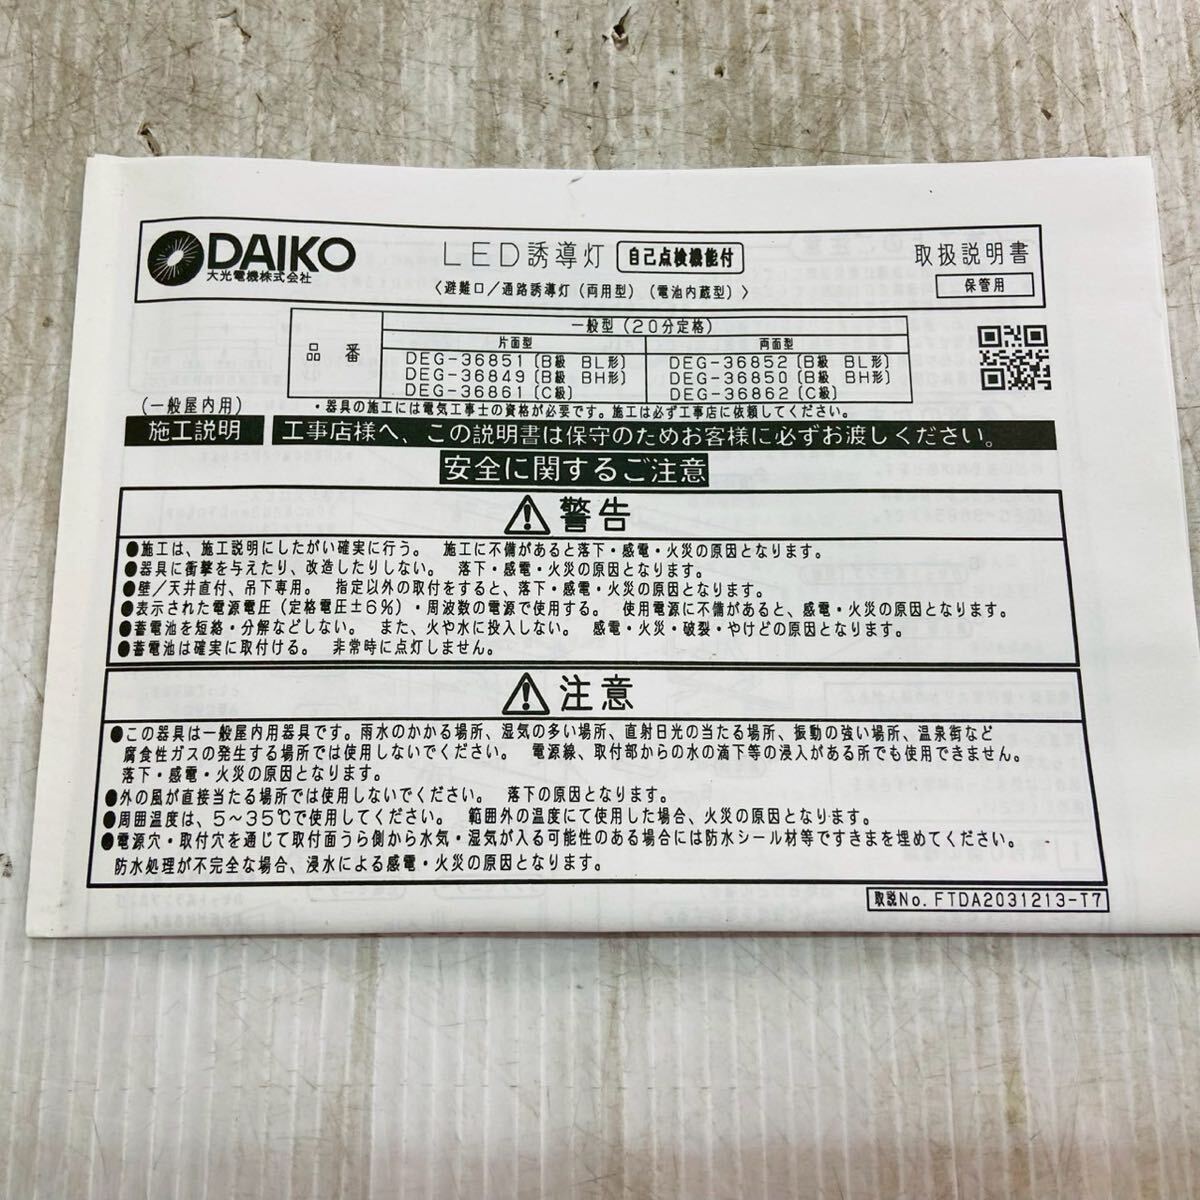 DAIKO
大光電機株式会社
LED誘導灯 自己点検機能付
〈避難口／通路誘導灯（両用型）（電池内蔵型）〉
取扱説明書
保管用
品番
一般型（20分定格）
片面型 両面型
DEG-36851（B級 BL形） DEG-36852（B級 BL形）
DEG-36849（B級 BH形） DEG-36850（B級 BH形）
DEG-36861（C級） DEG-36862（C級）
（一般屋内用）
・器具の施工には電気工事士の資格が必要です。施工は必ず工事店に依頼してください。
施工説明 工事店様へ、この説明書は保守のためお客様に必ずお渡しください。
安全に関するご注意
警告
●施工は、施工説明にしたがい確実に行う。 施工に不備があると落下・感電・火災の原因となります。
●器具に衝撃を与えたり、改造したりしない。 落下・感電・火災の原因となります。
●壁／天井直付、吊下専用。 指定以外の取付をすると、落下・感電・火災の原因となります。
●表示された電源電圧（定格電圧±6％）・周波数の電源で使用する。 使用電源に不備があると、感電・火災の原因となります。
●蓄電池を短絡・分解などしない。 また、火や水に投入しない。 感電・火災・破裂・やけどの原因となります。
●蓄電池は確実に取付ける。 非常時に点灯しません。
注意
●この器具は一般屋内用器具です。雨水のかかる場所、湿気の多い場所、直射日光の当たる場所、振動の強い場所、温泉街など
腐食性ガスの発生する場所では使用しないでください。 電源線、取付部からの水の滴下等の浸入がある所でも使用できません。
落下・感電・火災の原因となります。
●外の風が直接当たる場所では使用しないでください。 落下の原因となります。
●周囲温度は、5～35℃で使用してください。 範囲外の温度にて使用した場合、火災の原因となります。
●電源穴・取付穴を通じて取付面うら側から水気・湿気が入る可能性のある場合には防水シール材等ですきまを埋めてください。
防水処理が不完全な場合、浸水による感電・火災の原因となります。
取説No.FTDA2031213-T7